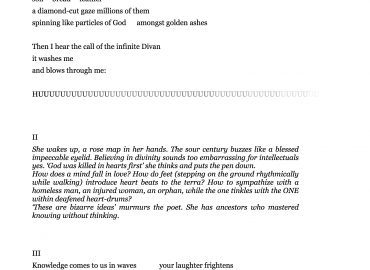 a diamond-cut gaze millions of them
spinning like particles of God amongst golden ashes
Then I hear the call of the infinite Divan
it washes me
and blows through me:
HUUUUUUUUUUUUUUUUUUUUUUUUUUUUUUUUUUUUUUUUUU
II
She wakes up, a rose map in her hands. The sour century buzzes like a blessed
impeccable eyelid. Believing in divinity sounds too embarrassing for intellectuals
yes. ‘God was killed in hearts first’ she thinks and puts the pen down.
How does a mind fall in love? How do feet (stepping on the ground rhythmically
while walking) introduce heart beats to the terra? How to sympathize with a
homeless man, an injured woman, an orphan, while the one tinkles with the ONE
within deafened heart-drums?
‘These are bizarre ideas’ murmurs the poet. She has ancestors who mastered
knowing without thinking.
III
Knowledge comes to us in waves your laughter frightens